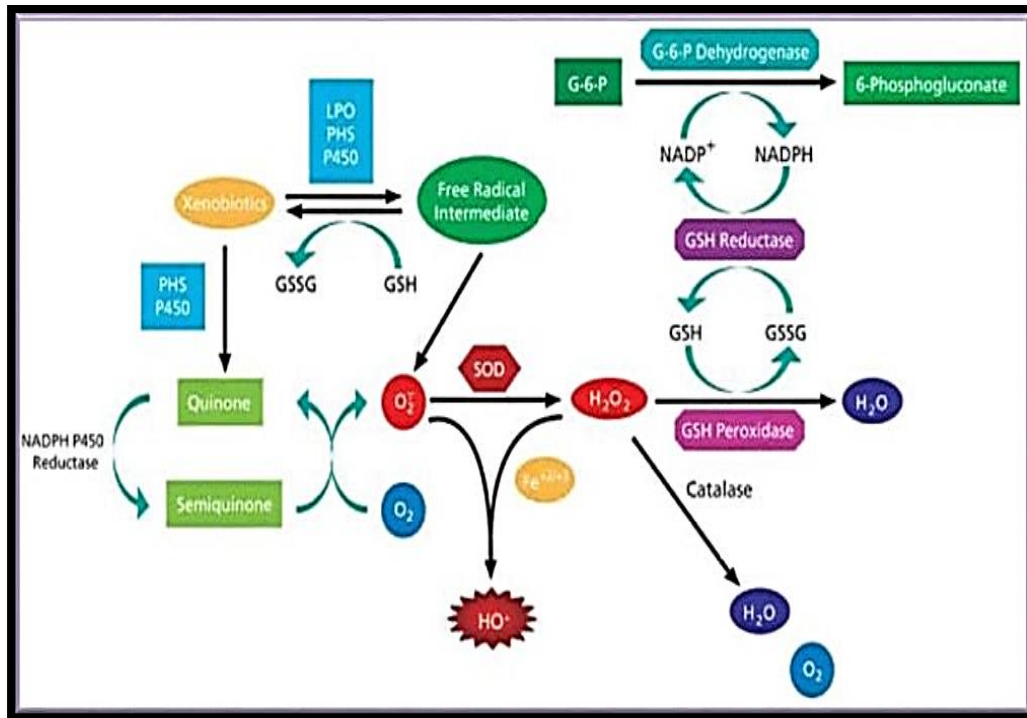 G-6-P Dehydrogenase
G-6-P
6-Phosphogluconate
LPO
PHS
P450
NADP⁺
NADPH
Xenobiotics
Free Radical
Intermediate
GSH Reductase
PHS
P450
GSSG
GSH
GSH
GSSG
SOD
Quinone
O₂⁻
H₂O₂
H₂O
GSH Peroxidase
NADPH P450
Reductase
Fe⁺²/⁺³
Catalase
Semiquinone
O₂
H₂O
HO•
O₂